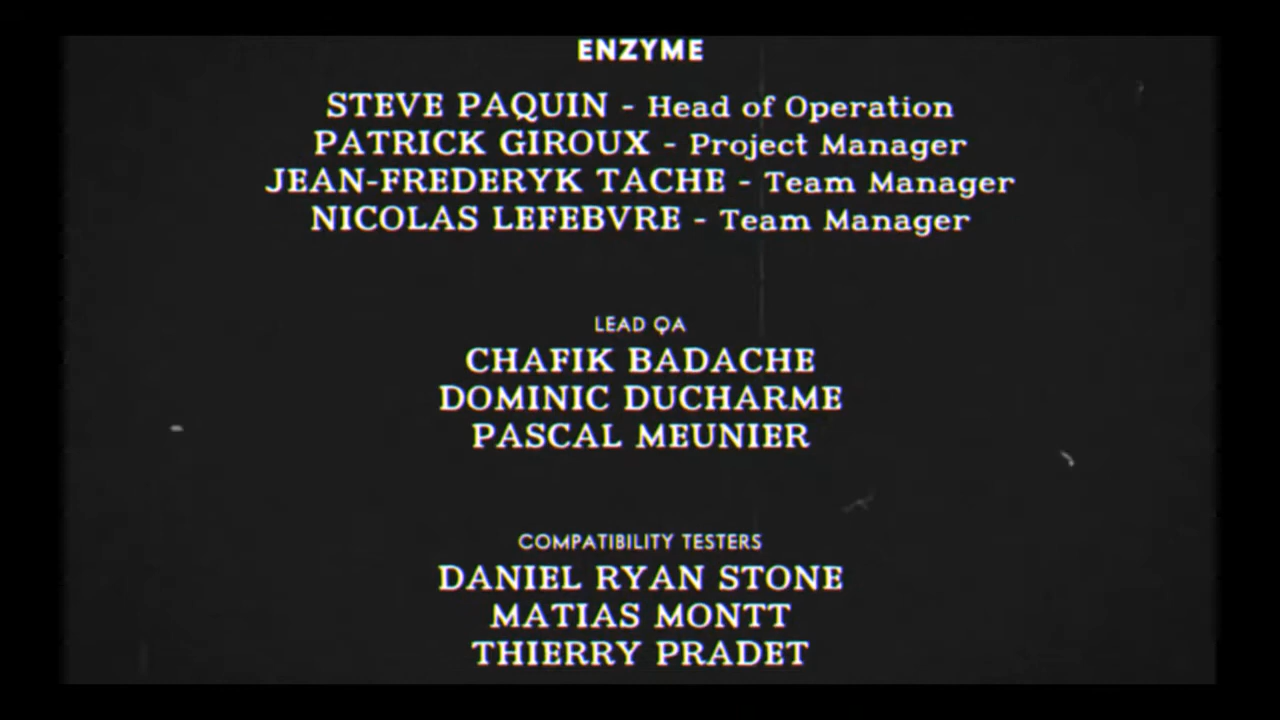 ENZYME
STEVE PAQUIN - Head of Operation
PATRICK GIROUX - Project Manager
JEAN-FREDERYK TACHE - Team Manager
NICOLAS LEFEBVRE - Team Manager
LEAD QA
CHAFIK BADACHE
DOMINIC DUCHARME
PASCAL MEUNIER
COMPATIBILITY TESTERS
DANIEL RYAN STONE
MATIAS MONTT
THIERRY PRADET